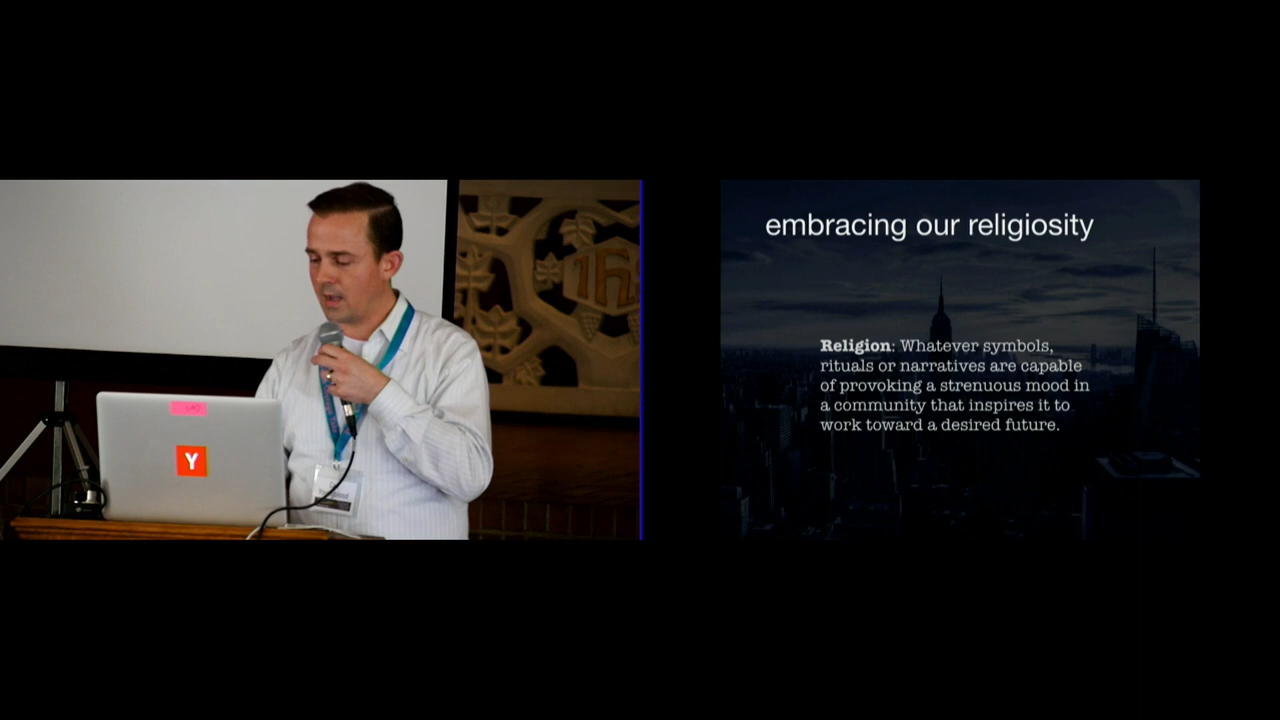 IHS
Y
embracing our religiosity
Religion: Whatever symbols,
rituals or narratives are capable
of provoking a strenuous mood in
a community that inspires it to
work toward a desired future.